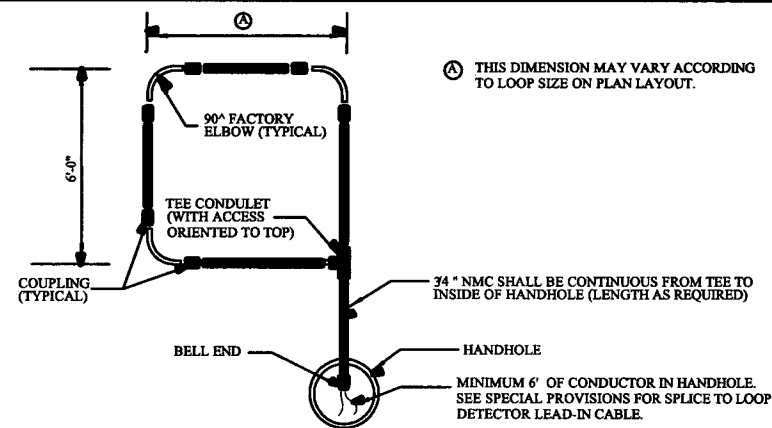 Ⓐ
Ⓐ THIS DIMENSION MAY VARY ACCORDING
TO LOOP SIZE ON PLAN LAYOUT.
90^ FACTORY
ELBOW (TYPICAL)
6'-0"
TEE CONDULET
(WITH ACCESS
ORIENTED TO TOP)
COUPLING
(TYPICAL)
3⁄4 " NMC SHALL BE CONTINUOUS FROM TEE TO
INSIDE OF HANDHOLE (LENGTH AS REQUIRED)
BELL END
HANDHOLE
MINIMUM 6' OF CONDUCTOR IN HANDHOLE.
SEE SPECIAL PROVISIONS FOR SPLICE TO LOOP
DETECTOR LEAD-IN CABLE.